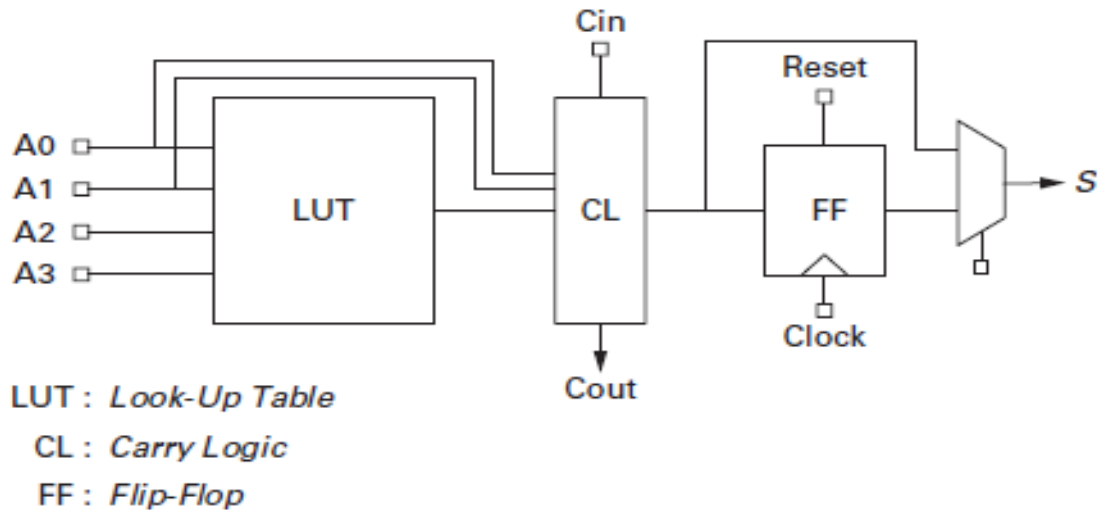 Cin
Reset
A0
A1
A2
A3
LUT
CL
FF
S
Clock
Cout
LUT : Look-Up Table
CL : Carry Logic
FF : Flip-Flop